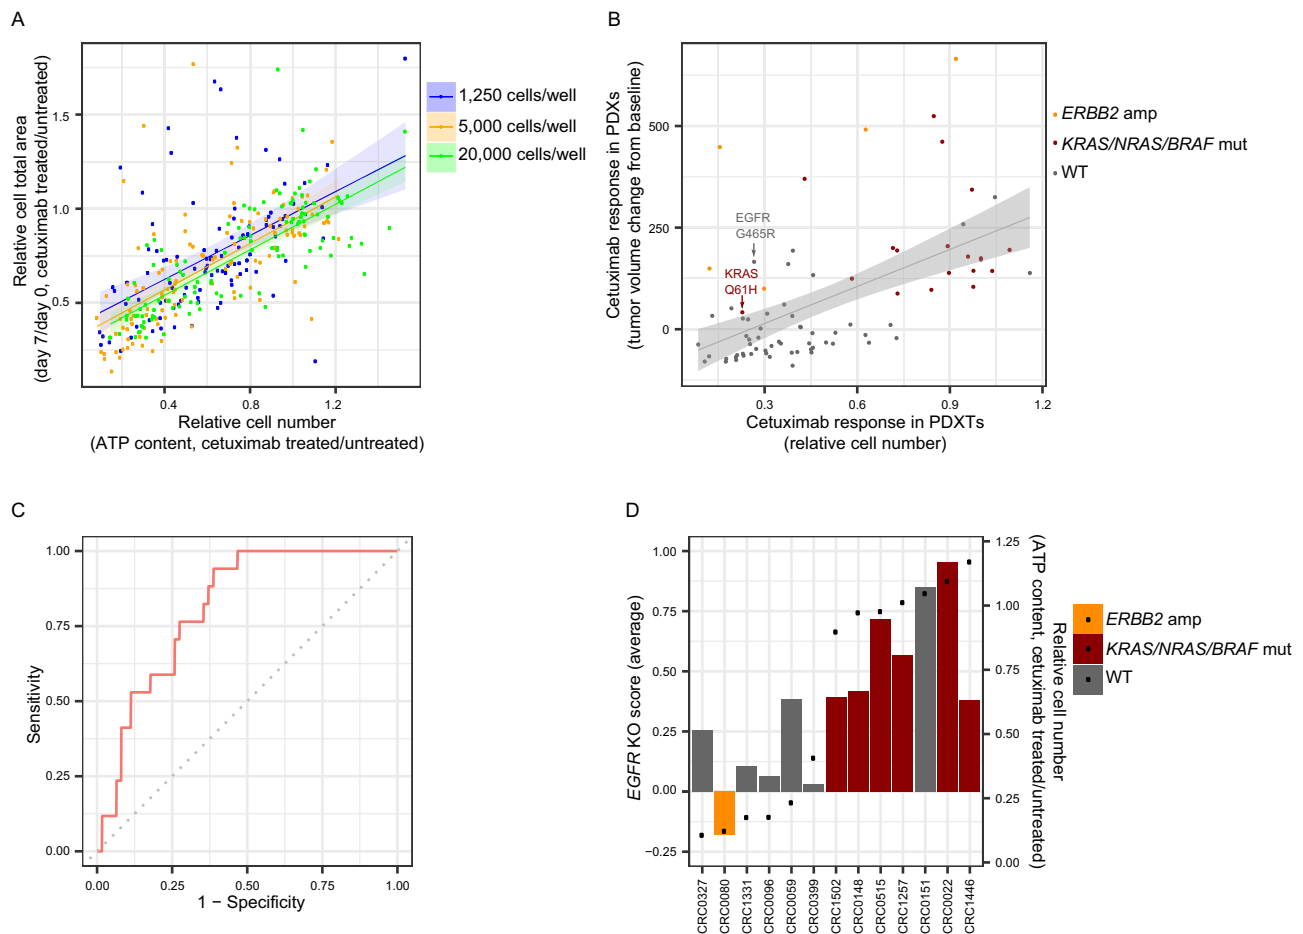 A
Relative cell total area
(day 7/day 0, cetuximab treated/untreated)
1.5
1.0
0.5
0.4
0.8
1.2
Relative cell number
(ATP content, cetuximab treated/untreated)
1,250 cells/well
5,000 cells/well
20,000 cells/well
B
Cetuximab response in PDXs
(tumor volume change from baseline)
500
250
0
EGFR
G465R
KRAS
Q61H
0.3
0.6
0.9
1.2
Cetuximab response in PDXTs
(relative cell number)
ERBB2 amp
KRAS/NRAS/BRAF mut
WT
C
Sensitivity
1.00
0.75
0.50
0.25
0.00
0.00
0.25
0.50
0.75
1.00
1 − Specificity
D
EGFR KO score (average)
1.00
0.75
0.50
0.25
0.00
−0.25
1.25
1.00
0.75
0.50
0.25
0.00
Relative cell number
(ATP content, cetuximab treated/untreated)
CRC0327
CRC0080
CRC1331
CRC0096
CRC0059
CRC0399
CRC1502
CRC0148
CRC0515
CRC1257
CRC0151
CRC0022
CRC1446
ERBB2 amp
KRAS/NRAS/BRAF mut
WT